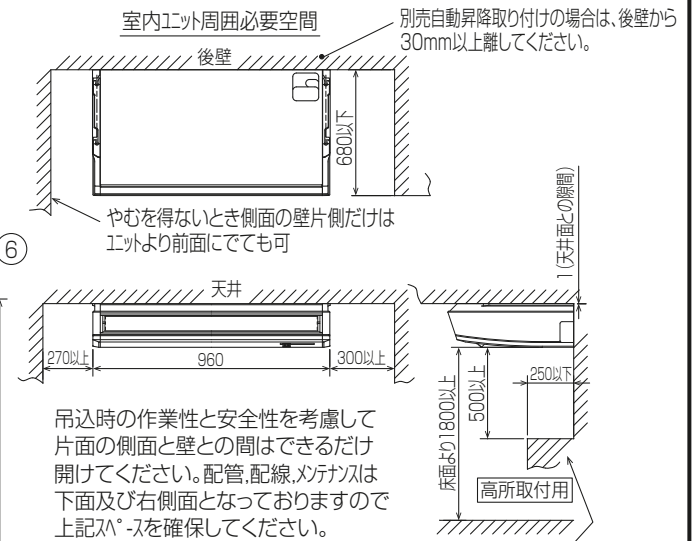 室内ユニット周囲必要空間
別売自動昇降取り付けの場合は、後壁から
30mm以上離してください。
後壁
680以下
やむを得ないとき側面の壁片側だけは
ユニットより前面にでても可
6
1(天井面との隙間)
天井
270以上
960
300以上
床面より1800以上
500以上
250以下
高所取付用
吊込時の作業性と安全性を考慮して
片面の側面と壁との間はできるだけ
開けてください。配管,配線,メンテナンスは
下面及び右側面となっておりますので
上記スペースを確保してください。